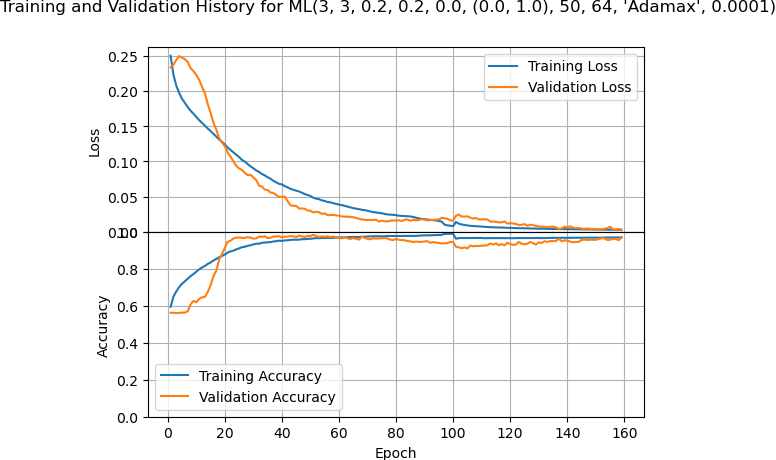 Training and Validation History for ML(3, 3, 0.2, 0.2, 0.0, (0.0, 1.0), 50, 64, 'Adamax', 0.0001)
0.25
0.20
0.15
0.10
0.05
Loss
Training Loss
Validation Loss
0.8
0.6
0.4
0.2
0.0
Accuracy
Training Accuracy
Validation Accuracy
0 20 40 60 80 100 120 140 160
Epoch